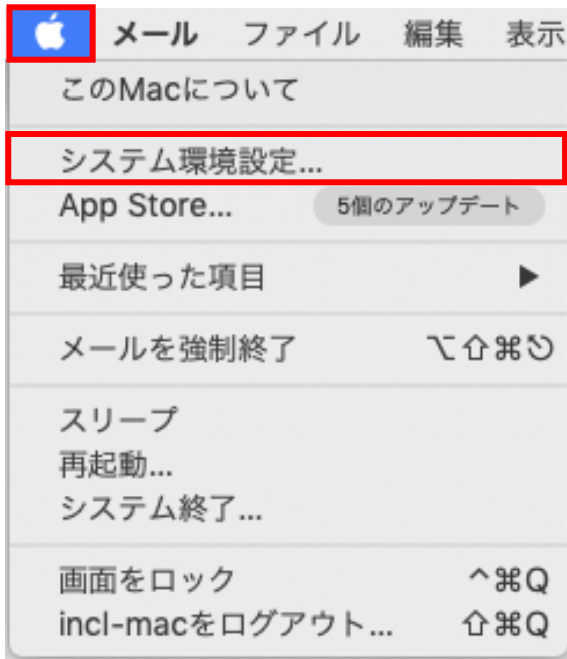 メール ファイル 編集 表示
このMacについて
システム環境設定...
App Store... 5個のアップデート
最近使った項目 ▶
メールを強制終了 ⌥⇧⌘⎋
スリープ
再起動...
システム終了...
画面をロック ^⌘Q
incl-macをログアウト... ⇧⌘Q